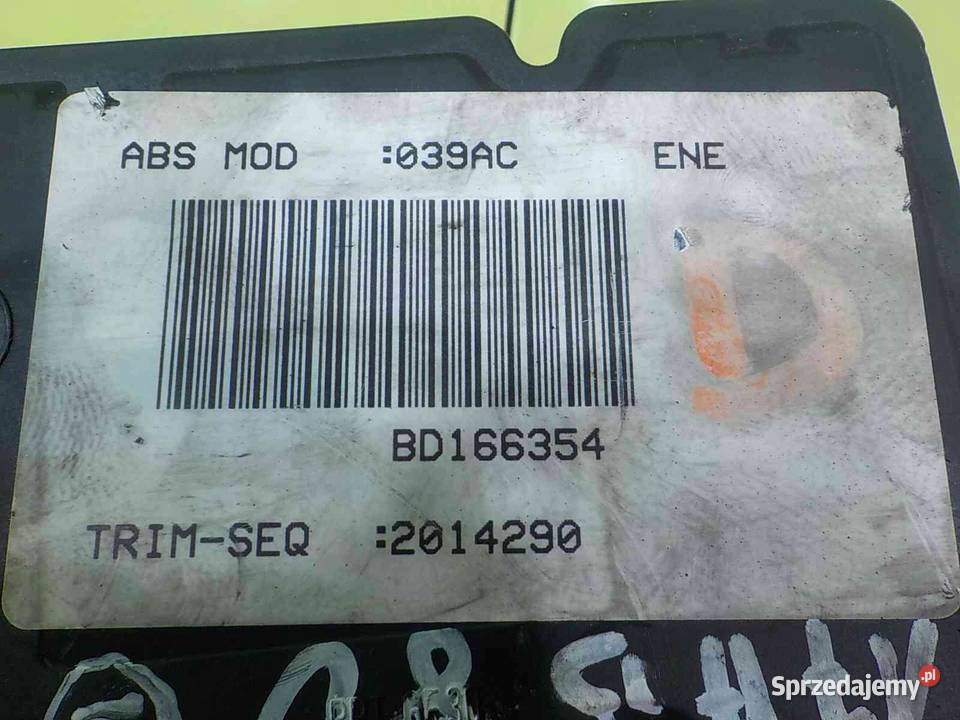 ABS MOD :039AC ENE
BD166354
TRIM-SEQ :2014290
Sprzedajemy.pl